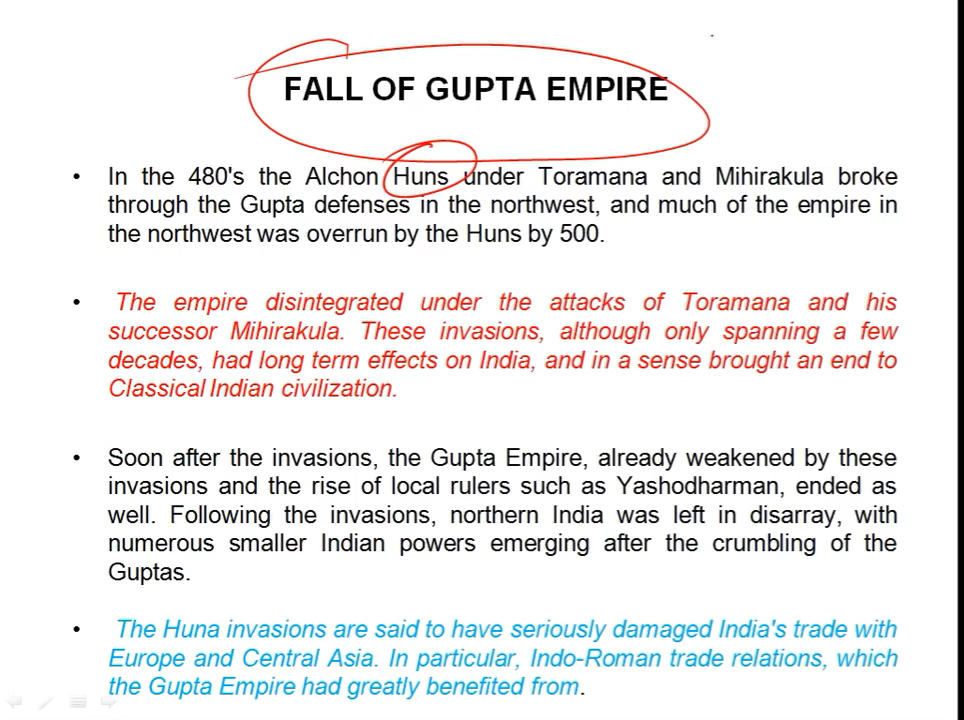 FALL OF GUPTA EMPIRE
• In the 480's the Alchon Huns under Toramana and Mihirakula broke
through the Gupta defenses in the northwest, and much of the empire in
the northwest was overrun by the Huns by 500.
• The empire disintegrated under the attacks of Toramana and his
successor Mihirakula. These invasions, although only spanning a few
decades, had long term effects on India, and in a sense brought an end to
Classical Indian civilization.
• Soon after the invasions, the Gupta Empire, already weakened by these
invasions and the rise of local rulers such as Yashodharman, ended as
well. Following the invasions, northern India was left in disarray, with
numerous smaller Indian powers emerging after the crumbling of the
Guptas.
• The Huna invasions are said to have seriously damaged India's trade with
Europe and Central Asia. In particular, Indo-Roman trade relations, which
the Gupta Empire had greatly benefited from.